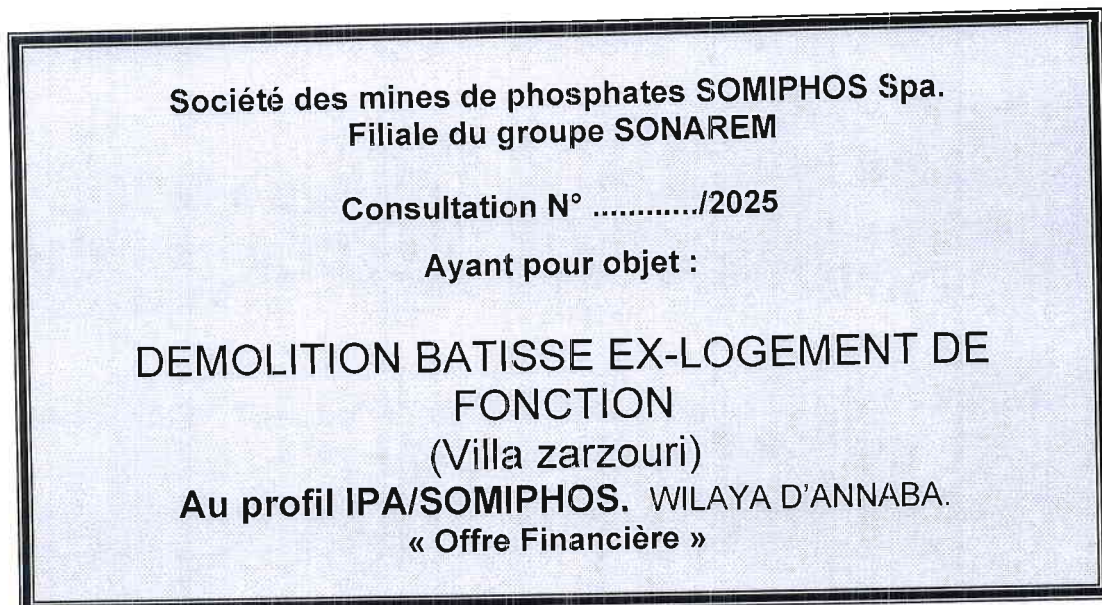 Société des mines de phosphates SOMIPHOS Spa.
Filiale du groupe SONAREM
Consultation N° ............/2025
Ayant pour objet :
DEMOLITION BATISSE EX-LOGEMENT DE
FONCTION
(Villa zarzouri)
Au profil IPA/SOMIPHOS. WILAYA D'ANNABA.
« Offre Financière »